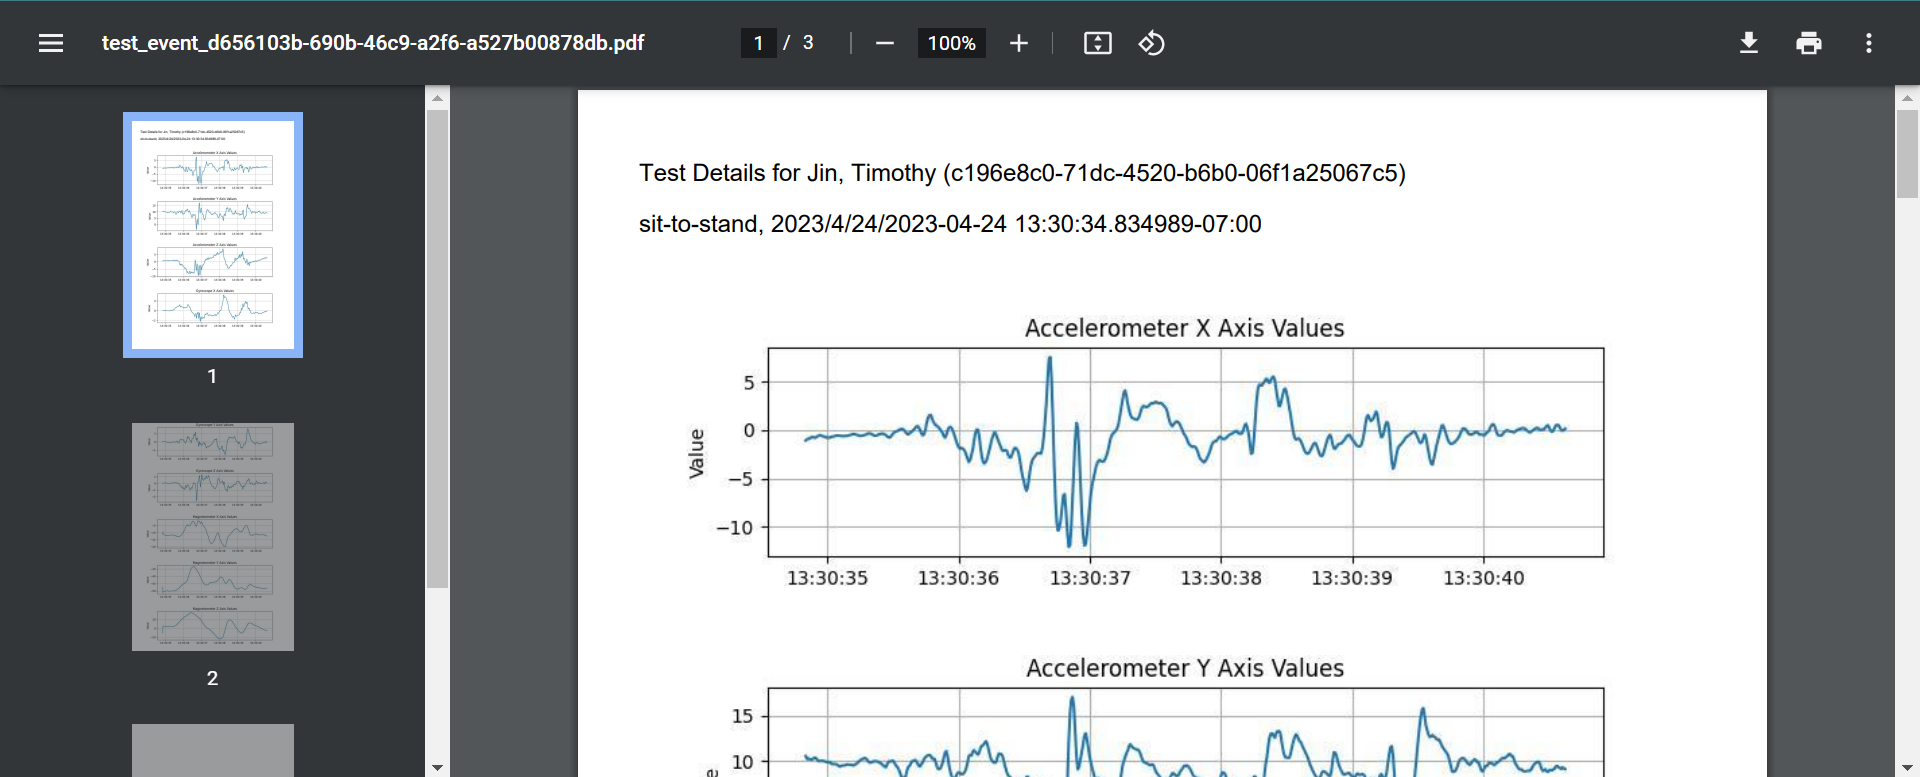 test_event_d656103b-690b-46c9-a2f6-a527b00878db.pdf
1 / 3
100%
1
2
Test Details for Jin, Timothy (c196e8c0-71dc-4520-b6b0-06f1a25067c5)
sit-to-stand, 2023/4/24/2023-04-24 13:30:34.834989-07:00
Accelerometer X Axis Values
Value
5
0
−5
−10
13:30:35 13:30:36 13:30:37 13:30:38 13:30:39 13:30:40
Accelerometer Y Axis Values
15
10